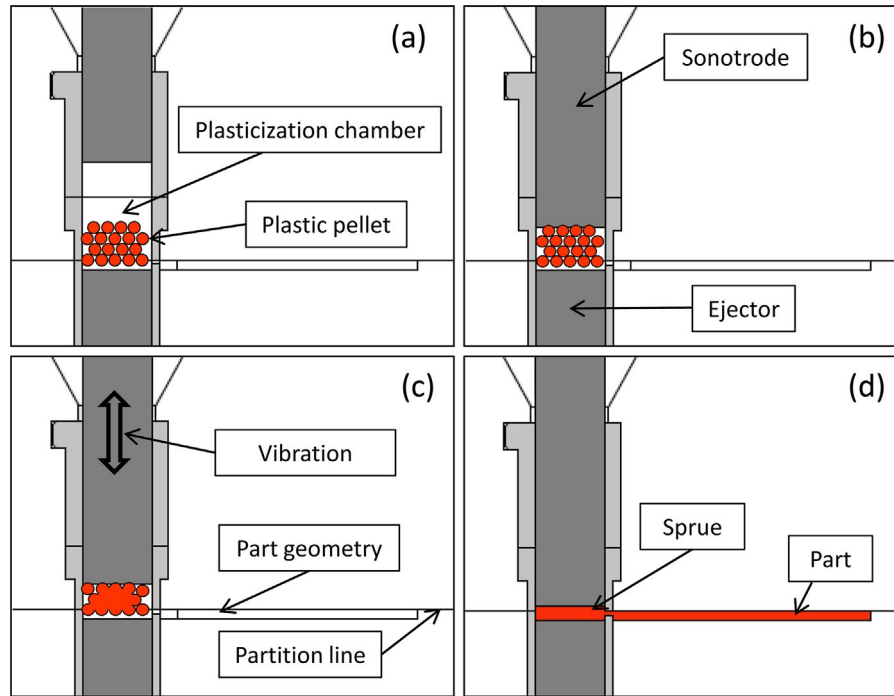 (a)
Plasticization chamber
Plastic pellet
(b)
Sonotrode
Ejector
(c)
Vibration
Part geometry
Partition line
(d)
Sprue
Part